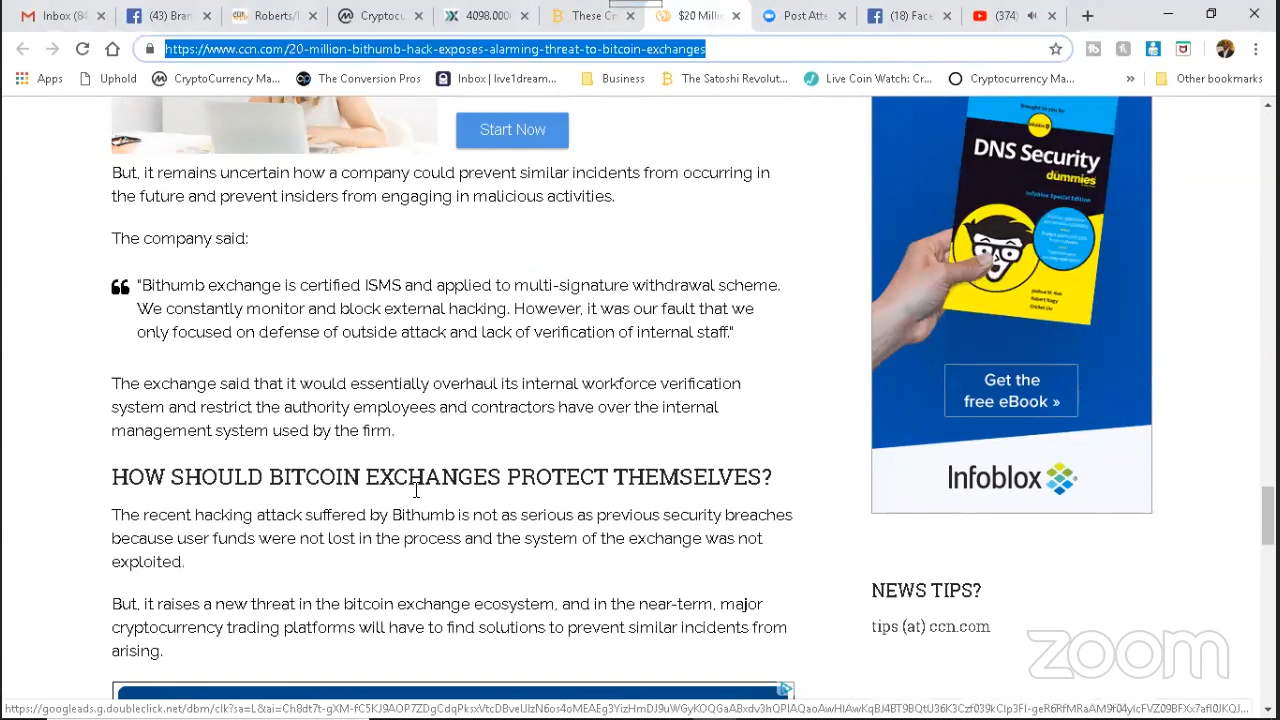 Inbox (84
(43) Bran
Roberts/
Cryptocu
4098.000
These Cr
$20 Millio
Post Atte
(18) Face
(374)
https://www.ccn.com/20-million-bithumb-hack-exposes-alarming-threat-to-bitcoin-exchanges
Apps
Uphold
CryptoCurrency Ma...
The Conversion Pros
Inbox | live1dream...
Business
The Satoshi Revolut...
Live Coin Watch: Cr...
Cryptocurrency Ma...
»
Other bookmarks
Start Now
But, it remains uncertain how a company could prevent similar incidents from occurring in
the future and prevent insiders from engaging in malicious activities.
The company said:
“Bithumb exchange is certified ISMS and applied to multi-signature withdrawal scheme.
We constantly monitor and block external hacking. However, it was our fault that we
only focused on defense of outside attack and lack of verification of internal staff.”
The exchange said that it would essentially overhaul its internal workforce verification
system and restrict the authority employees and contractors have over the internal
management system used by the firm.
HOW SHOULD BITCOIN EXCHANGES PROTECT THEMSELVES?
The recent hacking attack suffered by Bithumb is not as serious as previous security breaches
because user funds were not lost in the process and the system of the exchange was not
exploited.
But, it raises a new threat in the bitcoin exchange ecosystem, and in the near-term, major
cryptocurrency trading platforms will have to find solutions to prevent similar incidents from
arising.
Brought to you by
Infoblox
DNS Security
dummies
Infoblox Special Edition
Get the
free eBook »
Infoblox
NEWS TIPS?
tips (at) ccn.com
zoom